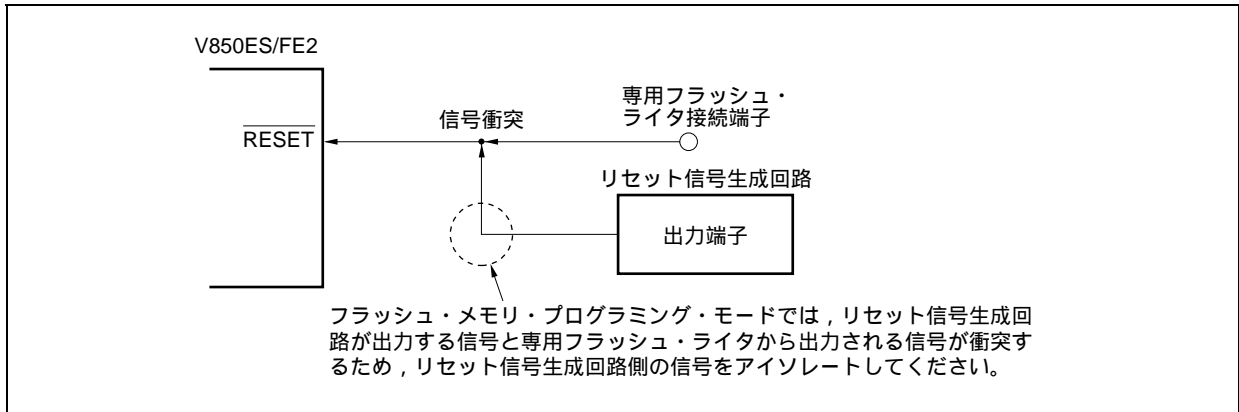 V850ES/FE2
RESET
信号衝突
専用フラッシュ・
ライタ接続端子
リセット信号生成回路
出力端子
フラッシュ・メモリ・プログラミング・モードでは，リセット信号生成回
路が出力する信号と専用フラッシュ・ライタから出力される信号が衝突す
るため，リセット信号生成回路側の信号をアイソレートしてください。